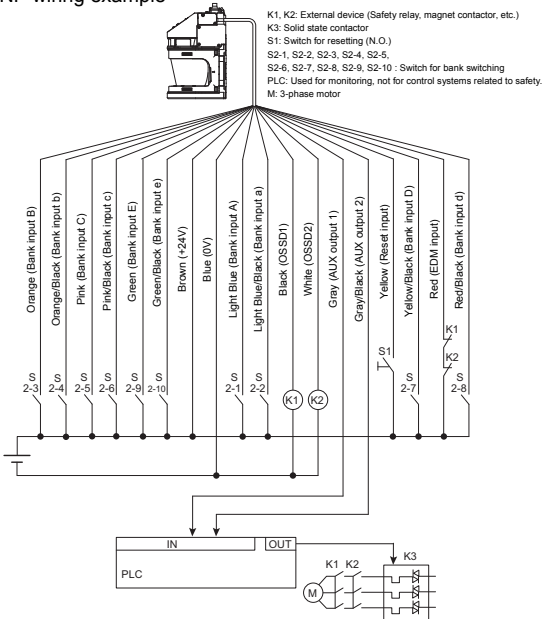 K1, K2: External device (Safety relay, magnet contactor, etc.)
K3: Solid state contactor
S1: Switch for resetting (N.O.)
S2-1, S2-2, S2-3, S2-4, S2-5,
S2-6, S2-7, S2-8, S2-9, S2-10 : Switch for bank switching
PLC: Used for monitoring, not for control systems related to safety.
M: 3-phase motor
Orange (Bank input B)
Orange/Black (Bank input b)
Pink (Bank input C)
Pink/Black (Bank input c)
Green (Bank input E)
Green/Black (Bank input e)
Brown (+24V)
Blue (0V)
Light Blue (Bank input A)
Light Blue/Black (Bank input a)
Black (OSSD1)
White (OSSD2)
Gray (AUX output 1)
Gray/Black (AUX output 2)
Yellow (Reset input)
Yellow/Black (Bank input D)
Red (EDM input)
Red/Black (Bank input d)
S
2-3
S
2-4
S
2-5
S
2-6
S
2-9
S
2-10
S
2-1
S
2-2
K1
K2
S1
S
2-7
K1
K2
S
2-8
IN
OUT
PLC
K1
K2
K3
M